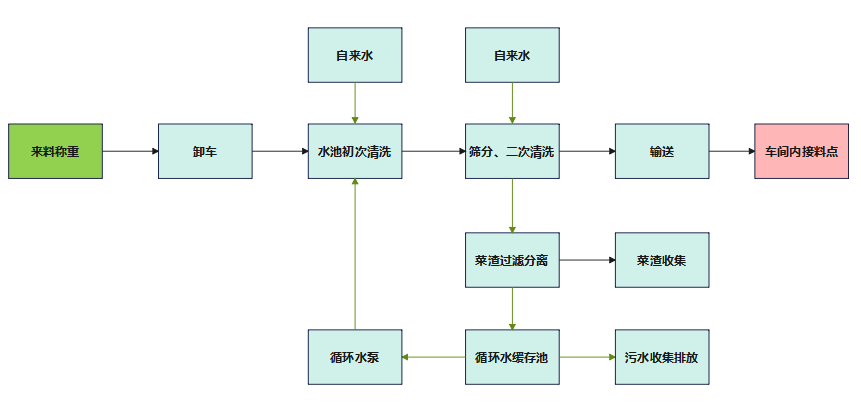 自来水
自来水
来料称重
卸车
水池初次清洗
筛分、二次清洗
输送
车间内接料点
菜渣过滤分离
菜渣收集
循环水泵
循环水缓存池
污水收集排放